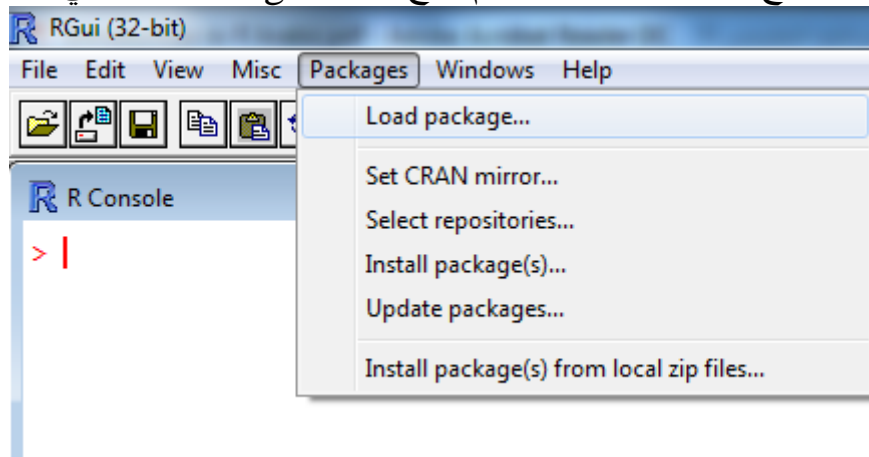 RGui (32-bit)
File Edit View Misc Packages Windows Help
Load package...
Set CRAN mirror...
Select repositories...
Install package(s)...
Update packages...
Install package(s) from local zip files...
R Console
>